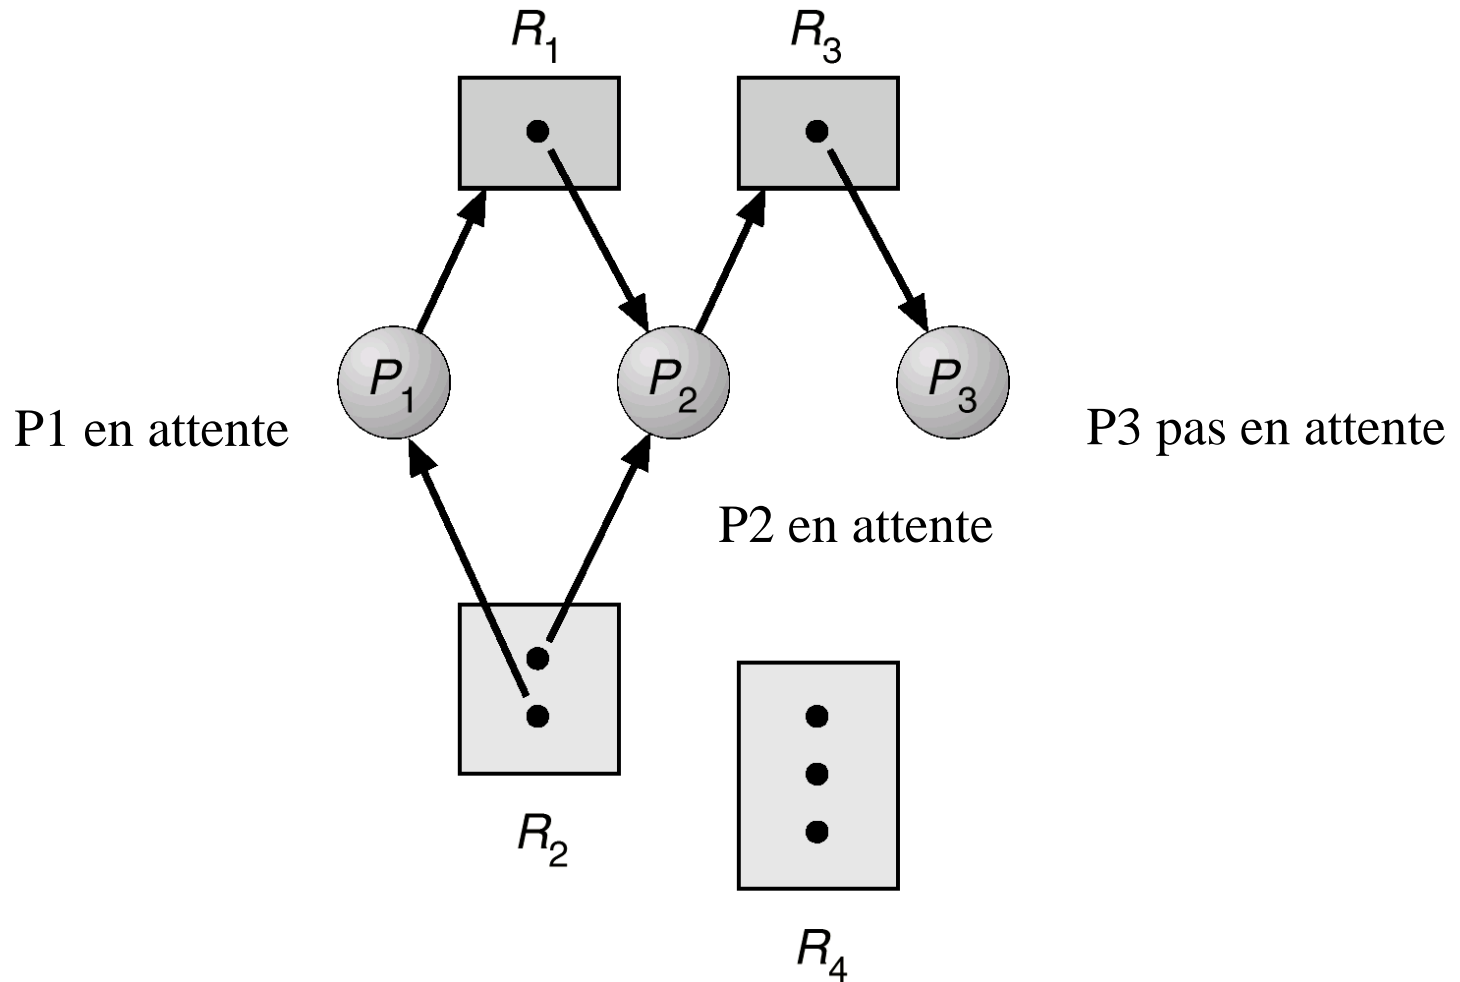 R1
R3
P1
P2
P3
P1 en attente
P3 pas en attente
P2 en attente
R2
R4